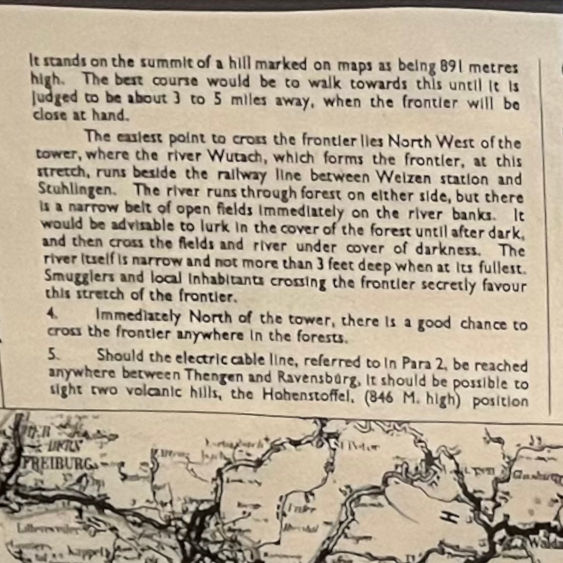 It stands on the summit of a hill marked on maps as being 891 metres
high. The best course would be to walk towards this until it is
judged to be about 3 to 5 miles away, when the frontier will be
close at hand.
The easiest point to cross the frontier lies North West of the
tower, where the river Wutach, which forms the frontier, at this
stretch, runs beside the railway line between Weizen station and
Stuhlingen. The river runs through forest on either side, but there
is a narrow belt of open fields immediately on the river banks. It
would be advisable to lurk in the cover of the forest until after dark,
and then cross the fields and river under cover of darkness. The
river itself is narrow and not more than 3 feet deep when at its fullest.
Smugglers and local inhabitants crossing the frontier secretly favour
this stretch of the frontier.
4. Immediately North of the tower, there is a good chance to
cross the frontier anywhere in the forests.
5. Should the electric cable line, referred to in Para 2, be reached
anywhere between Thengen and Ravensbürg, it should be possible to
sight two volcanic hills, the Hohenstoffel, (846 M. high) position
FREIBURG
Kappel
H